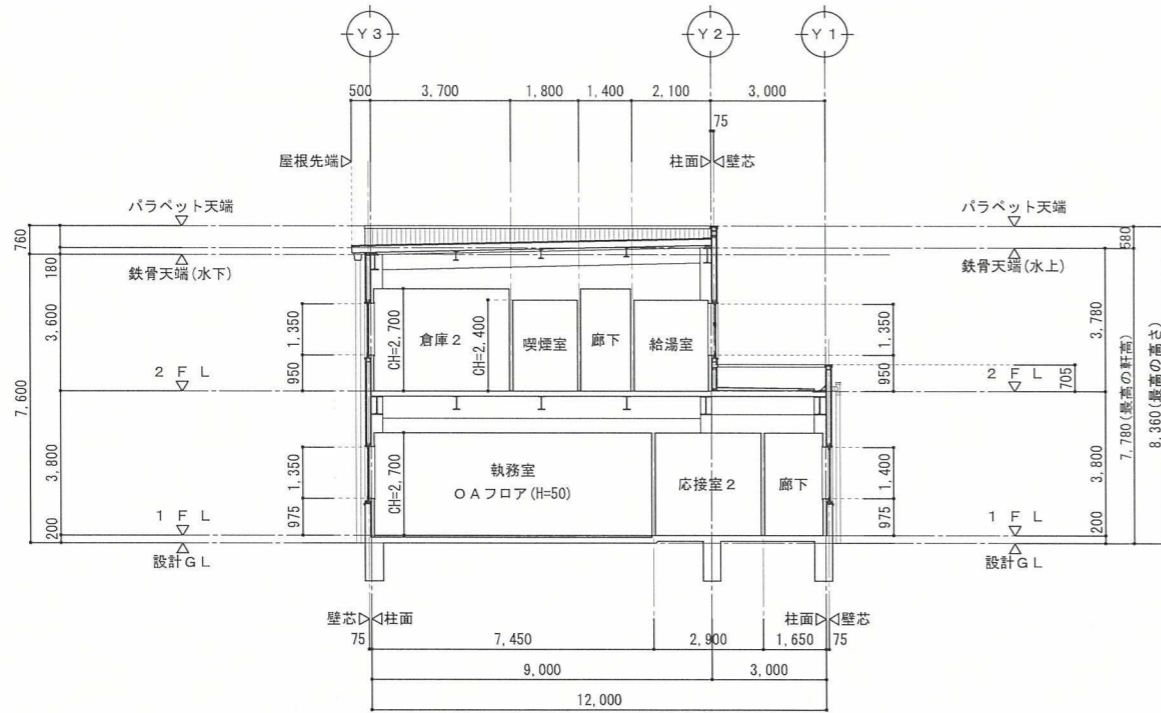 Y3
Y2
Y1
500
3,700
1,800
1,400
2,100
3,000
75
屋根先端
柱面
壁芯
パラペット天端
パラペット天端
鉄骨天端(水下)
鉄骨天端(水上)
760
180
3,600
7,600
3,800
200
1,350
950
1,350
975
580
3,780
3,800
200
7,780(最高の軒高)
8,360(最高の高さ)
1,350
950
705
1,400
975
CH=2,700
倉庫2
CH=2,400
喫煙室
廊下
給湯室
2FL
2FL
CH=2,700
執務室
OAフロア(H=50)
応接室2
廊下
1FL
1FL
設計GL
設計GL
壁芯
柱面
柱面
壁芯
75
7,450
2,900
1,650
75
9,000
3,000
12,000